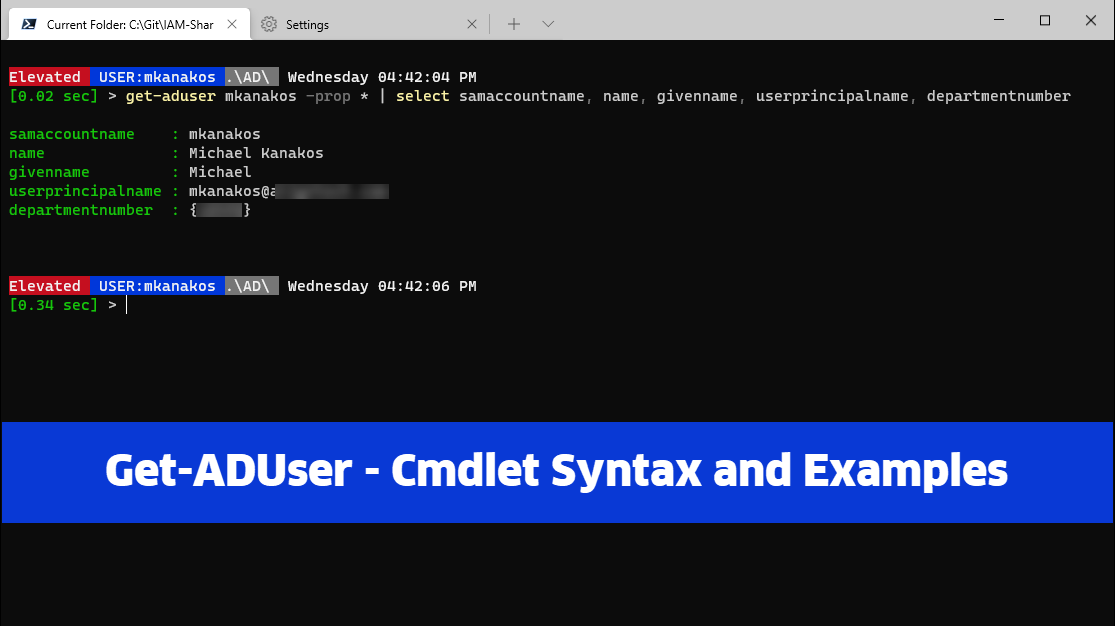 Current Folder: C:\Git\IAM-Shar
Settings
Elevated USER:mkanakos .\AD\ Wednesday 04:42:04 PM
[0.02 sec] > get-aduser mkanakos -prop * | select samaccountname, name, givenname, userprincipalname, departmentnumber
samaccountname : mkanakos
name : Michael Kanakos
givenname : Michael
userprincipalname : mkanakos@a
departmentnumber : { }
Elevated USER:mkanakos .\AD\ Wednesday 04:42:06 PM
[0.34 sec] >
Get-ADUser - Cmdlet Syntax and Examples